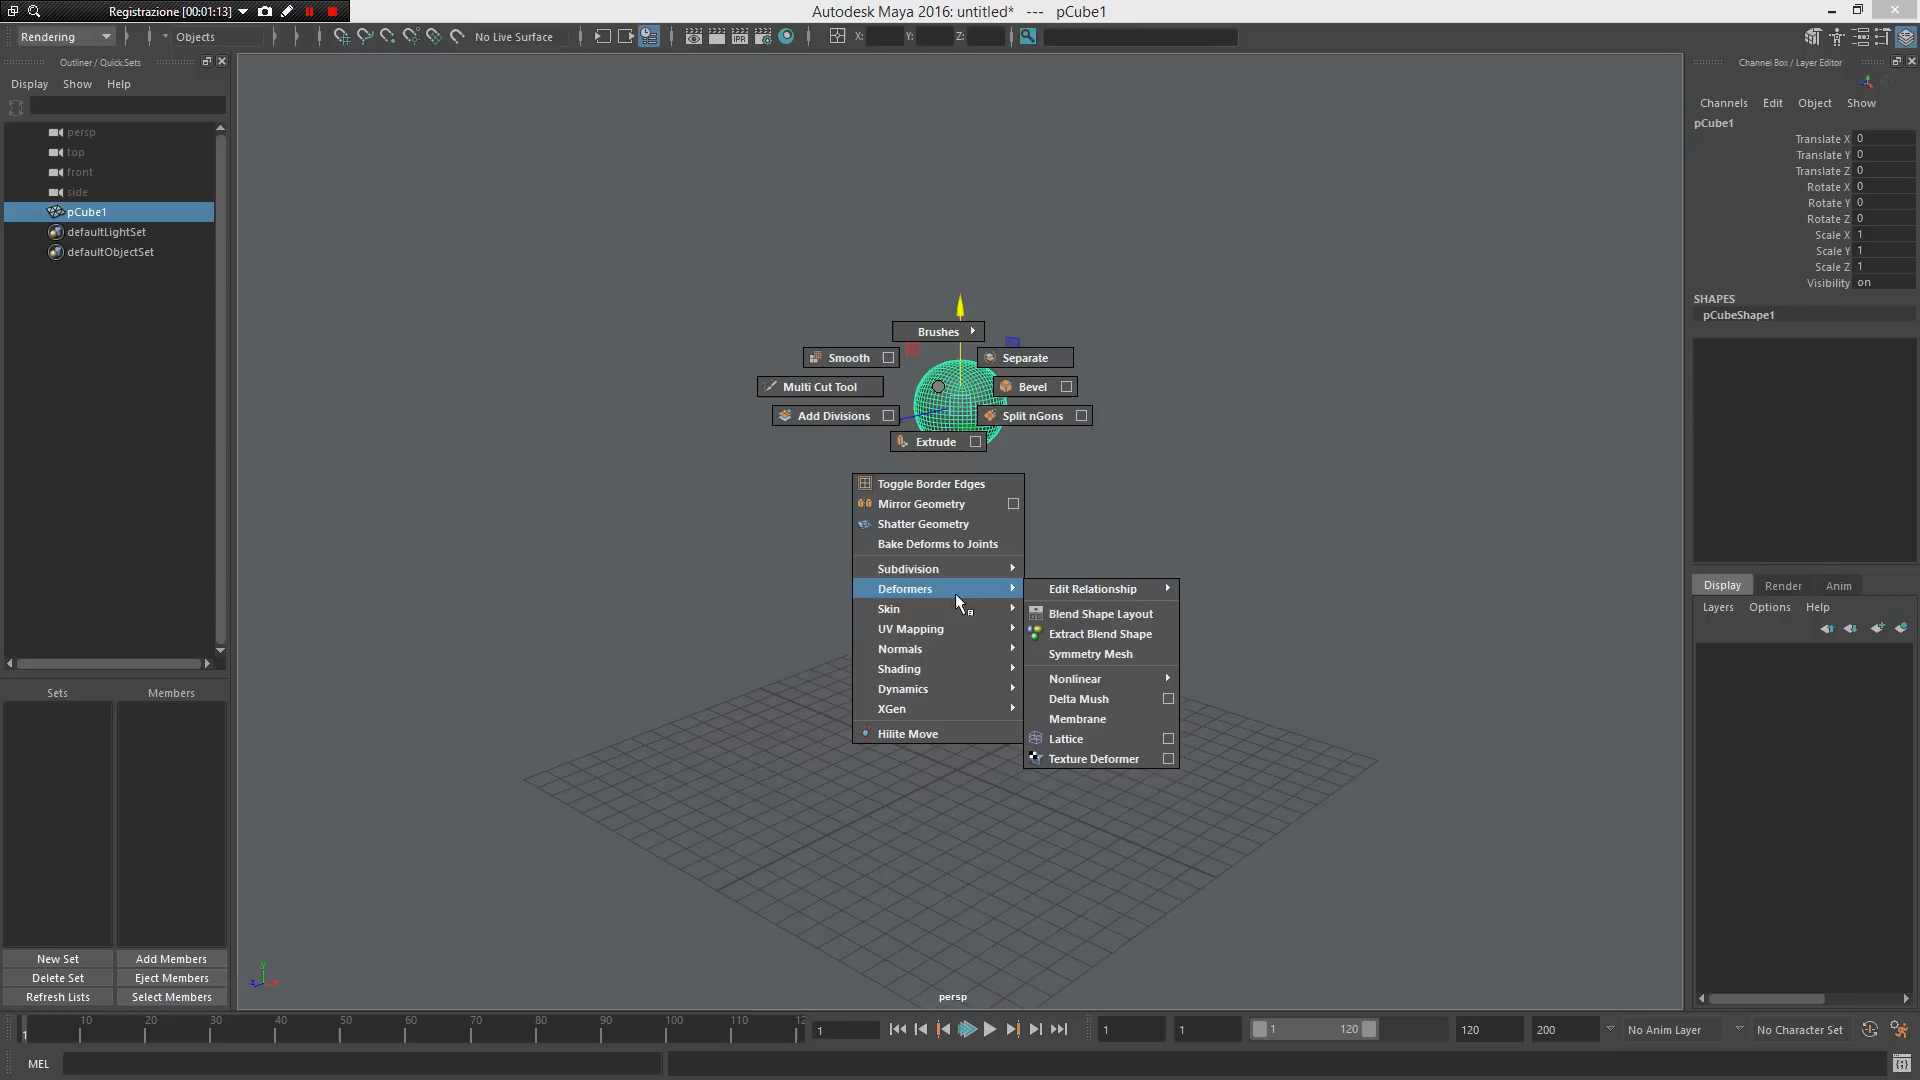 Registrazione [00:01:13]
Autodesk Maya 2016: untitled* --- pCube1
Rendering
Objects
No Live Surface
X:
Y:
Z:
Outliner / Quick Sets
Display Show Help
persp
top
front
side
pCube1
defaultLightSet
defaultObjectSet
Sets
Members
New Set
Add Members
Delete Set
Eject Members
Refresh Lists
Select Members
Brushes
Smooth
Separate
Multi Cut Tool
Bevel
Add Divisions
Split nGons
Extrude
Toggle Border Edges
Mirror Geometry
Shatter Geometry
Bake Deforms to Joints
Subdivision
Deformers
Skin
UV Mapping
Normals
Shading
Dynamics
XGen
Hilite Move
Edit Relationship
Blend Shape Layout
Extract Blend Shape
Symmetry Mesh
Nonlinear
Delta Mush
Membrane
Lattice
Texture Deformer
persp
y
z
x
Channel Box / Layer Editor
Channels Edit Object Show
pCube1
Translate X 0
Translate Y 0
Translate Z 0
Rotate X 0
Rotate Y 0
Rotate Z 0
Scale X 1
Scale Y 1
Scale Z 1
Visibility on
SHAPES
pCubeShape1
Display Render Anim
Layers Options Help
1 10 20 30 40 50 60 70 80 90 100 110 12
1
1
1
1
120
120
200
No Anim Layer
No Character Set
MEL